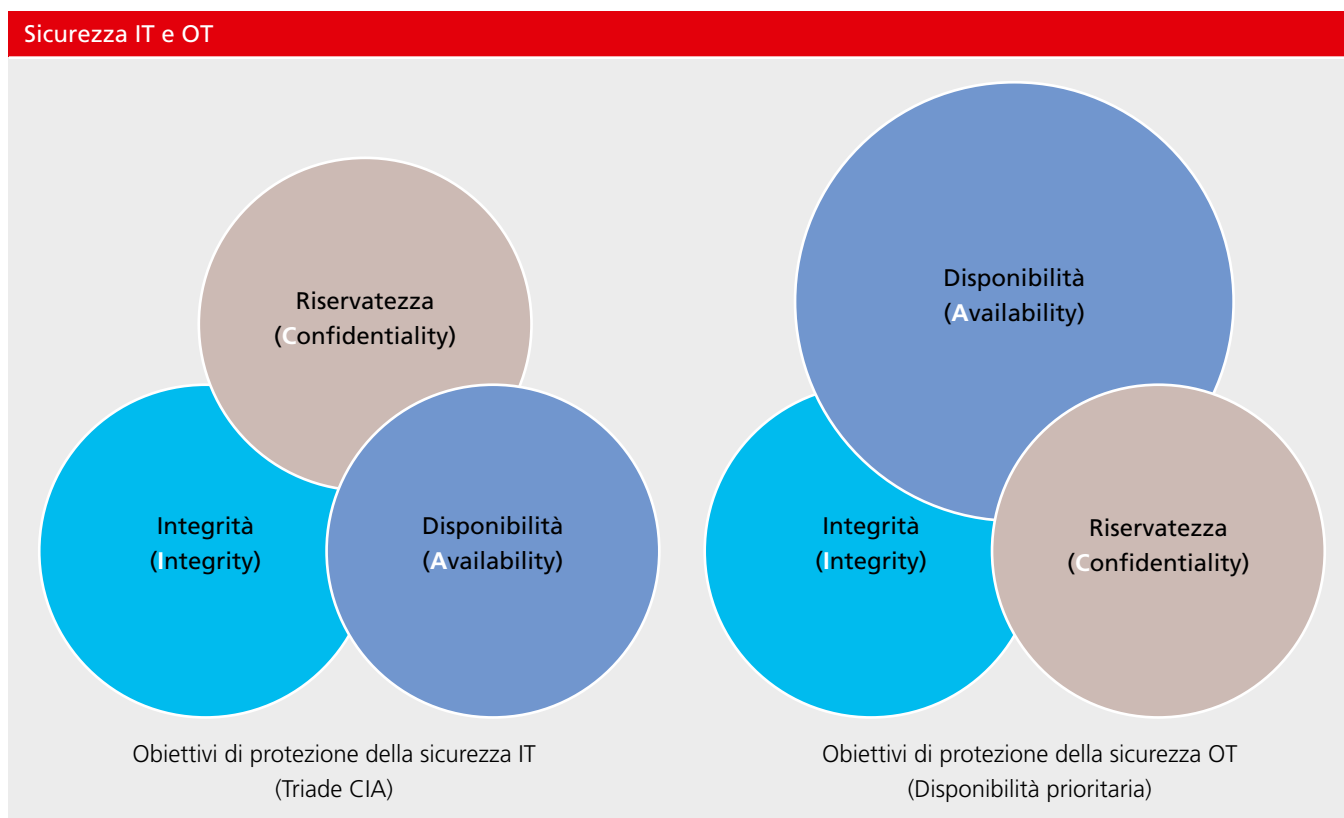 Sicurezza IT e OT
Riservatezza
(Confidentiality)
Integrità
(Integrity)
Disponibilità
(Availability)
Obiettivi di protezione della sicurezza IT
(Triade CIA)
Disponibilità
(Availability)
Integrità
(Integrity)
Riservatezza
(Confidentiality)
Obiettivi di protezione della sicurezza OT
(Disponibilità prioritaria)